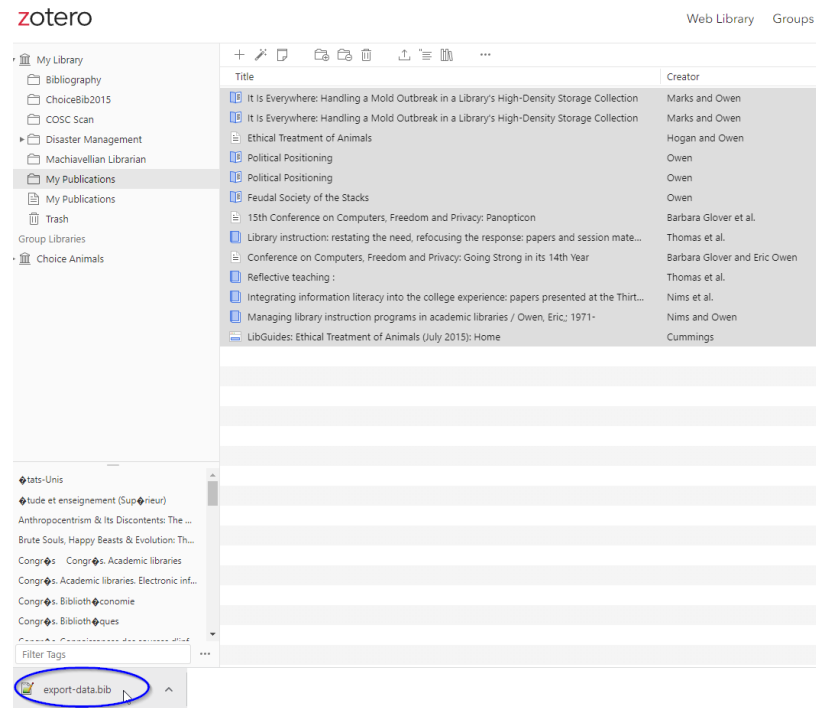 zotero
Web Library Groups
My Library
Bibliography
ChoiceBib2015
COSC Scan
Disaster Management
Machiavellian Librarian
My Publications
My Publications
Trash
Group Libraries
Choice Animals
Title Creator
It Is Everywhere: Handling a Mold Outbreak in a Library's High-Density Storage Collection Marks and Owen
It Is Everywhere: Handling a Mold Outbreak in a Library's High-Density Storage Collection Marks and Owen
Ethical Treatment of Animals Hogan and Owen
Political Positioning Owen
Political Positioning Owen
Feudal Society of the Stacks Owen
15th Conference on Computers, Freedom and Privacy: Panopticon Barbara Glover et al.
Library instruction: restating the need, refocusing the response: papers and session mate... Thomas et al.
Conference on Computers, Freedom and Privacy: Going Strong in its 14th Year Barbara Glover and Eric Owen
Reflective teaching : Thomas et al.
Integrating information literacy into the college experience: papers presented at the Thirt... Nims et al.
Managing library instruction programs in academic libraries / Owen, Eric,; 1971- Nims and Owen
LibGuides: Ethical Treatment of Animals (July 2015): Home Cummings
�tats-Unis
�tude et enseignement (Sup�rieur)
Anthropocentrism & Its Discontents: The ...
Brute Souls, Happy Beasts & Evolution: Th...
Congr�s Congr�s. Academic libraries
Congr�s. Academic libraries. Electronic inf...
Congr�s. Biblioth�conomie
Congr�s. Biblioth�ques
Filter Tags
export-data.bib